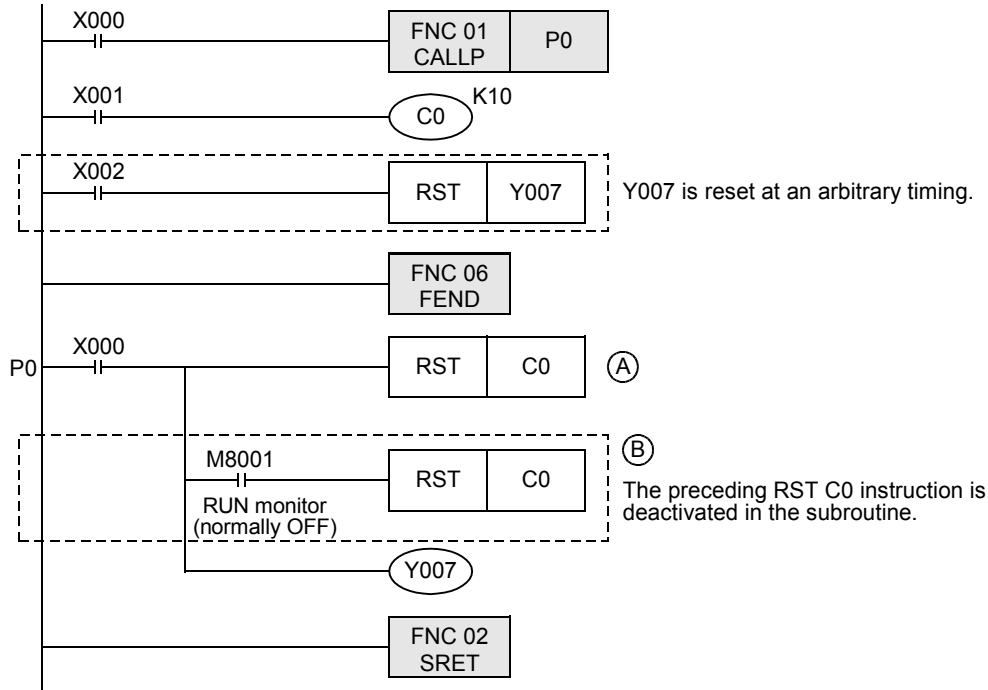 X000
FNC 01
CALLP
P0
X001
C0
K10
X002
RST
Y007
Y007 is reset at an arbitrary timing.
FNC 06
FEND
P0
X000
RST
C0
A
B
M8001
RUN monitor
(normally OFF)
RST
C0
The preceding RST C0 instruction is
deactivated in the subroutine.
Y007
FNC 02
SRET